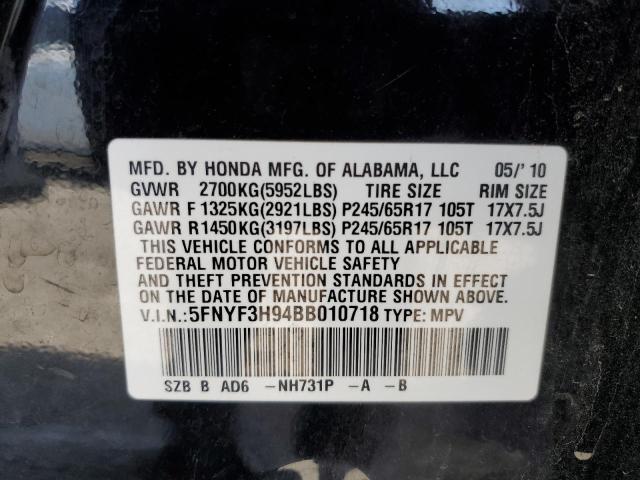 MFD. BY HONDA MFG. OF ALABAMA, LLC 05/'10
GVWR 2700KG(5952LBS) TIRE SIZE RIM SIZE
GAWR F 1325KG(2921LBS) P245/65R17 105T 17X7.5J
GAWR R1450KG(3197LBS) P245/65R17 105T 17X7.5J
THIS VEHICLE CONFORMS TO ALL APPLICABLE
FEDERAL MOTOR VEHICLE SAFETY
AND THEFT PREVENTION STANDARDS IN EFFECT
ON THE DATE OF MANUFACTURE SHOWN ABOVE.
V.I.N.:5FNYF3H94BB010718 TYPE: MPV
SZB B AD6 -NH731P -A -B